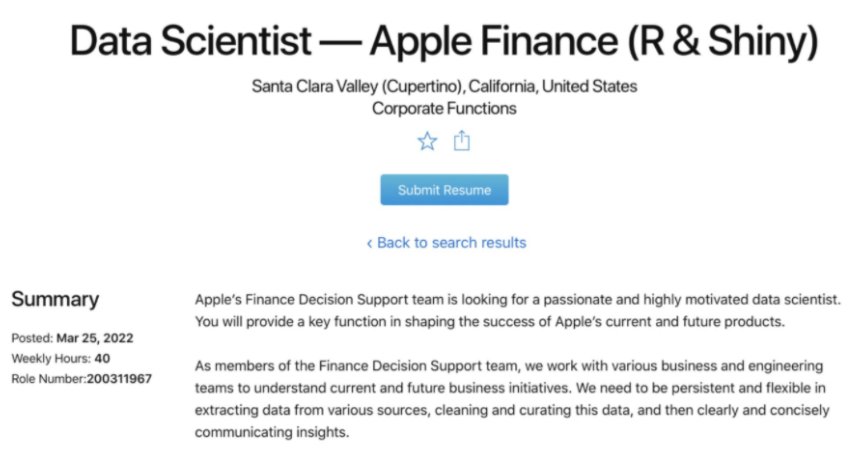 Data Scientist — Apple Finance (R & Shiny)
Santa Clara Valley (Cupertino), California, United States
Corporate Functions
Submit Resume
‹ Back to search results
Summary
Posted: Mar 25, 2022
Weekly Hours: 40
Role Number:200311967
Apple's Finance Decision Support team is looking for a passionate and highly motivated data scientist.
You will provide a key function in shaping the success of Apple's current and future products.
As members of the Finance Decision Support team, we work with various business and engineering
teams to understand current and future business initiatives. We need to be persistent and flexible in
extracting data from various sources, cleaning and curating this data, and then clearly and concisely
communicating insights.